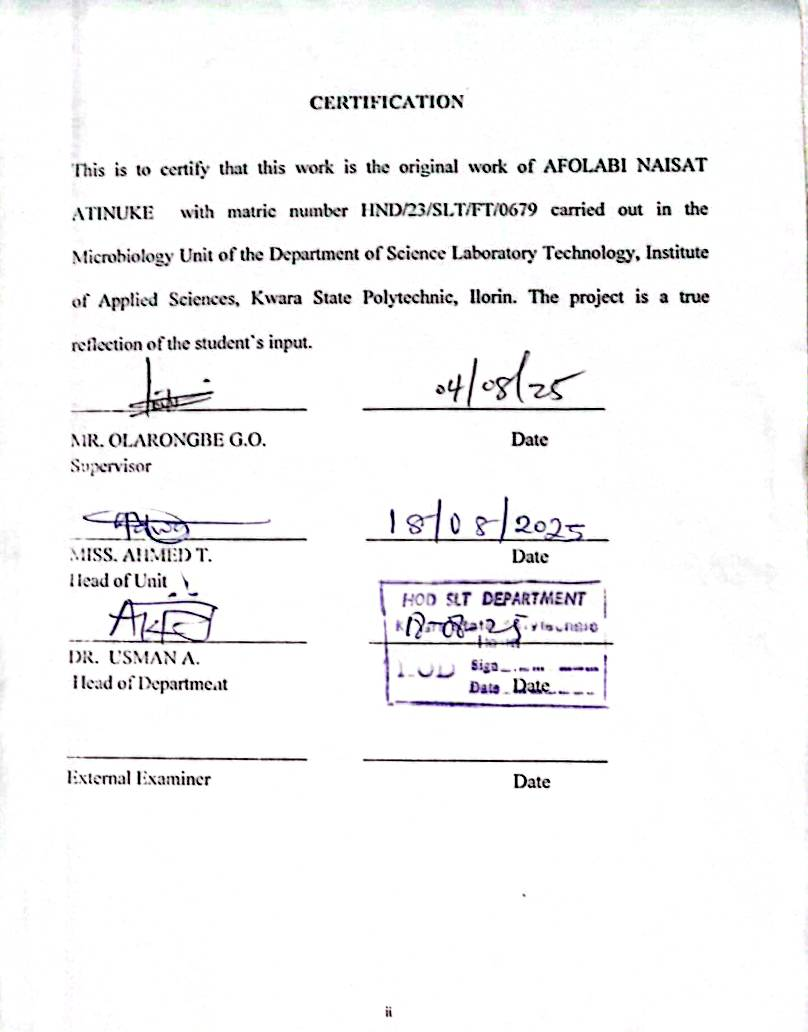 CERTIFICATION
This is to certify that this work is the original work of AFOLABI NAISAT
ATINUKE with matric number HND/23/SLT/FT/0679 carried out in the
Microbiology Unit of the Department of Science Laboratory Technology, Institute
of Applied Sciences, Kwara State Polytechnic, Ilorin. The project is a true
reflection of the student`s input.
04/08/25
MR. OLARONGBE G.O. Date
Supervisor
18/08/2025
MISS. AHMED T. Date
Head of Unit
HOD SLT DEPARTMENT
DR. USMAN A.
Sign
Head of Department Date Date
External Examiner Date
ii